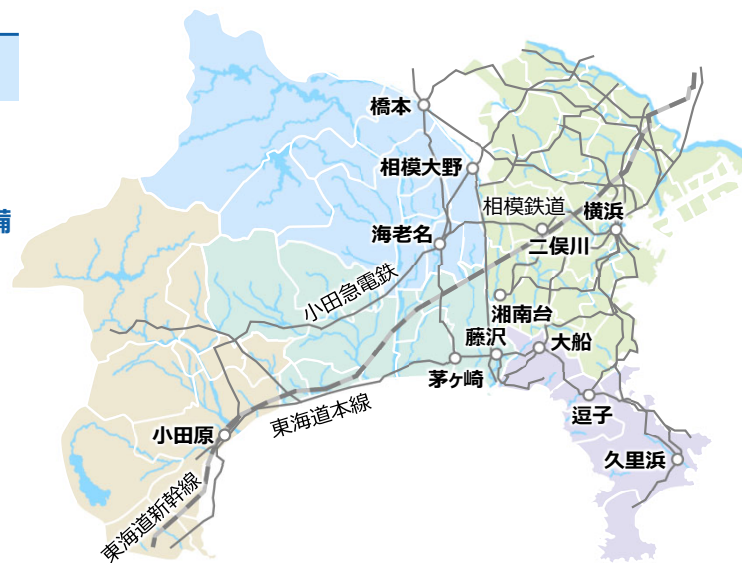 備
橋本
相模大野
相模鉄道
横浜
海老名
二俣川
小田急電鉄
湘南台
藤沢
大船
茅ヶ崎
東海道本線
逗子
小田原
久里浜
東海道新幹線